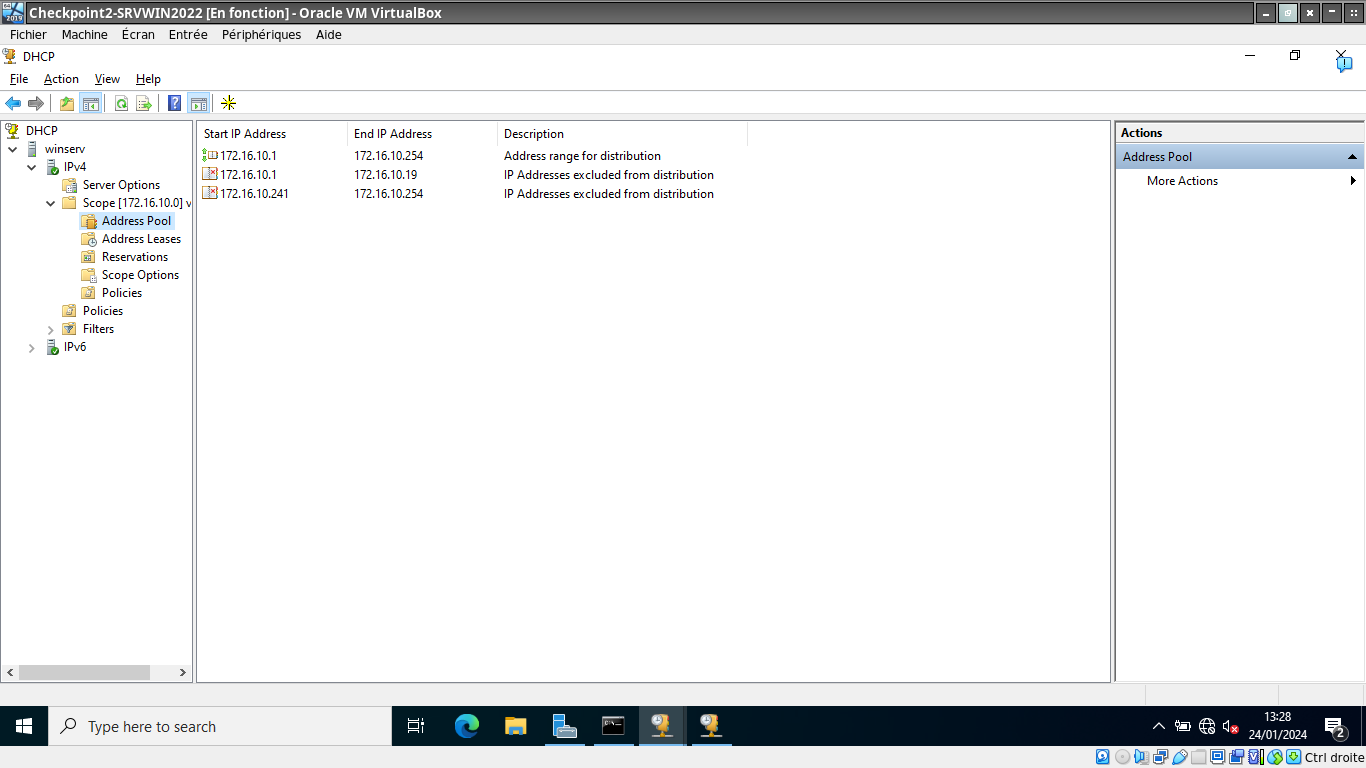 Checkpoint2-SRVWIN2022 [En fonction] - Oracle VM VirtualBox
Fichier Machine Écran Entrée Périphériques Aide
DHCP
File Action View Help
DHCP
winserv
IPv4
Server Options
Scope [172.16.10.0] v
Address Pool
Address Leases
Reservations
Scope Options
Policies
Policies
Filters
IPv6
Start IP Address End IP Address Description
172.16.10.1 172.16.10.254 Address range for distribution
172.16.10.1 172.16.10.19 IP Addresses excluded from distribution
172.16.10.241 172.16.10.254 IP Addresses excluded from distribution
Actions
Address Pool
More Actions
Type here to search
13:28
24/01/2024
2
Ctrl droite